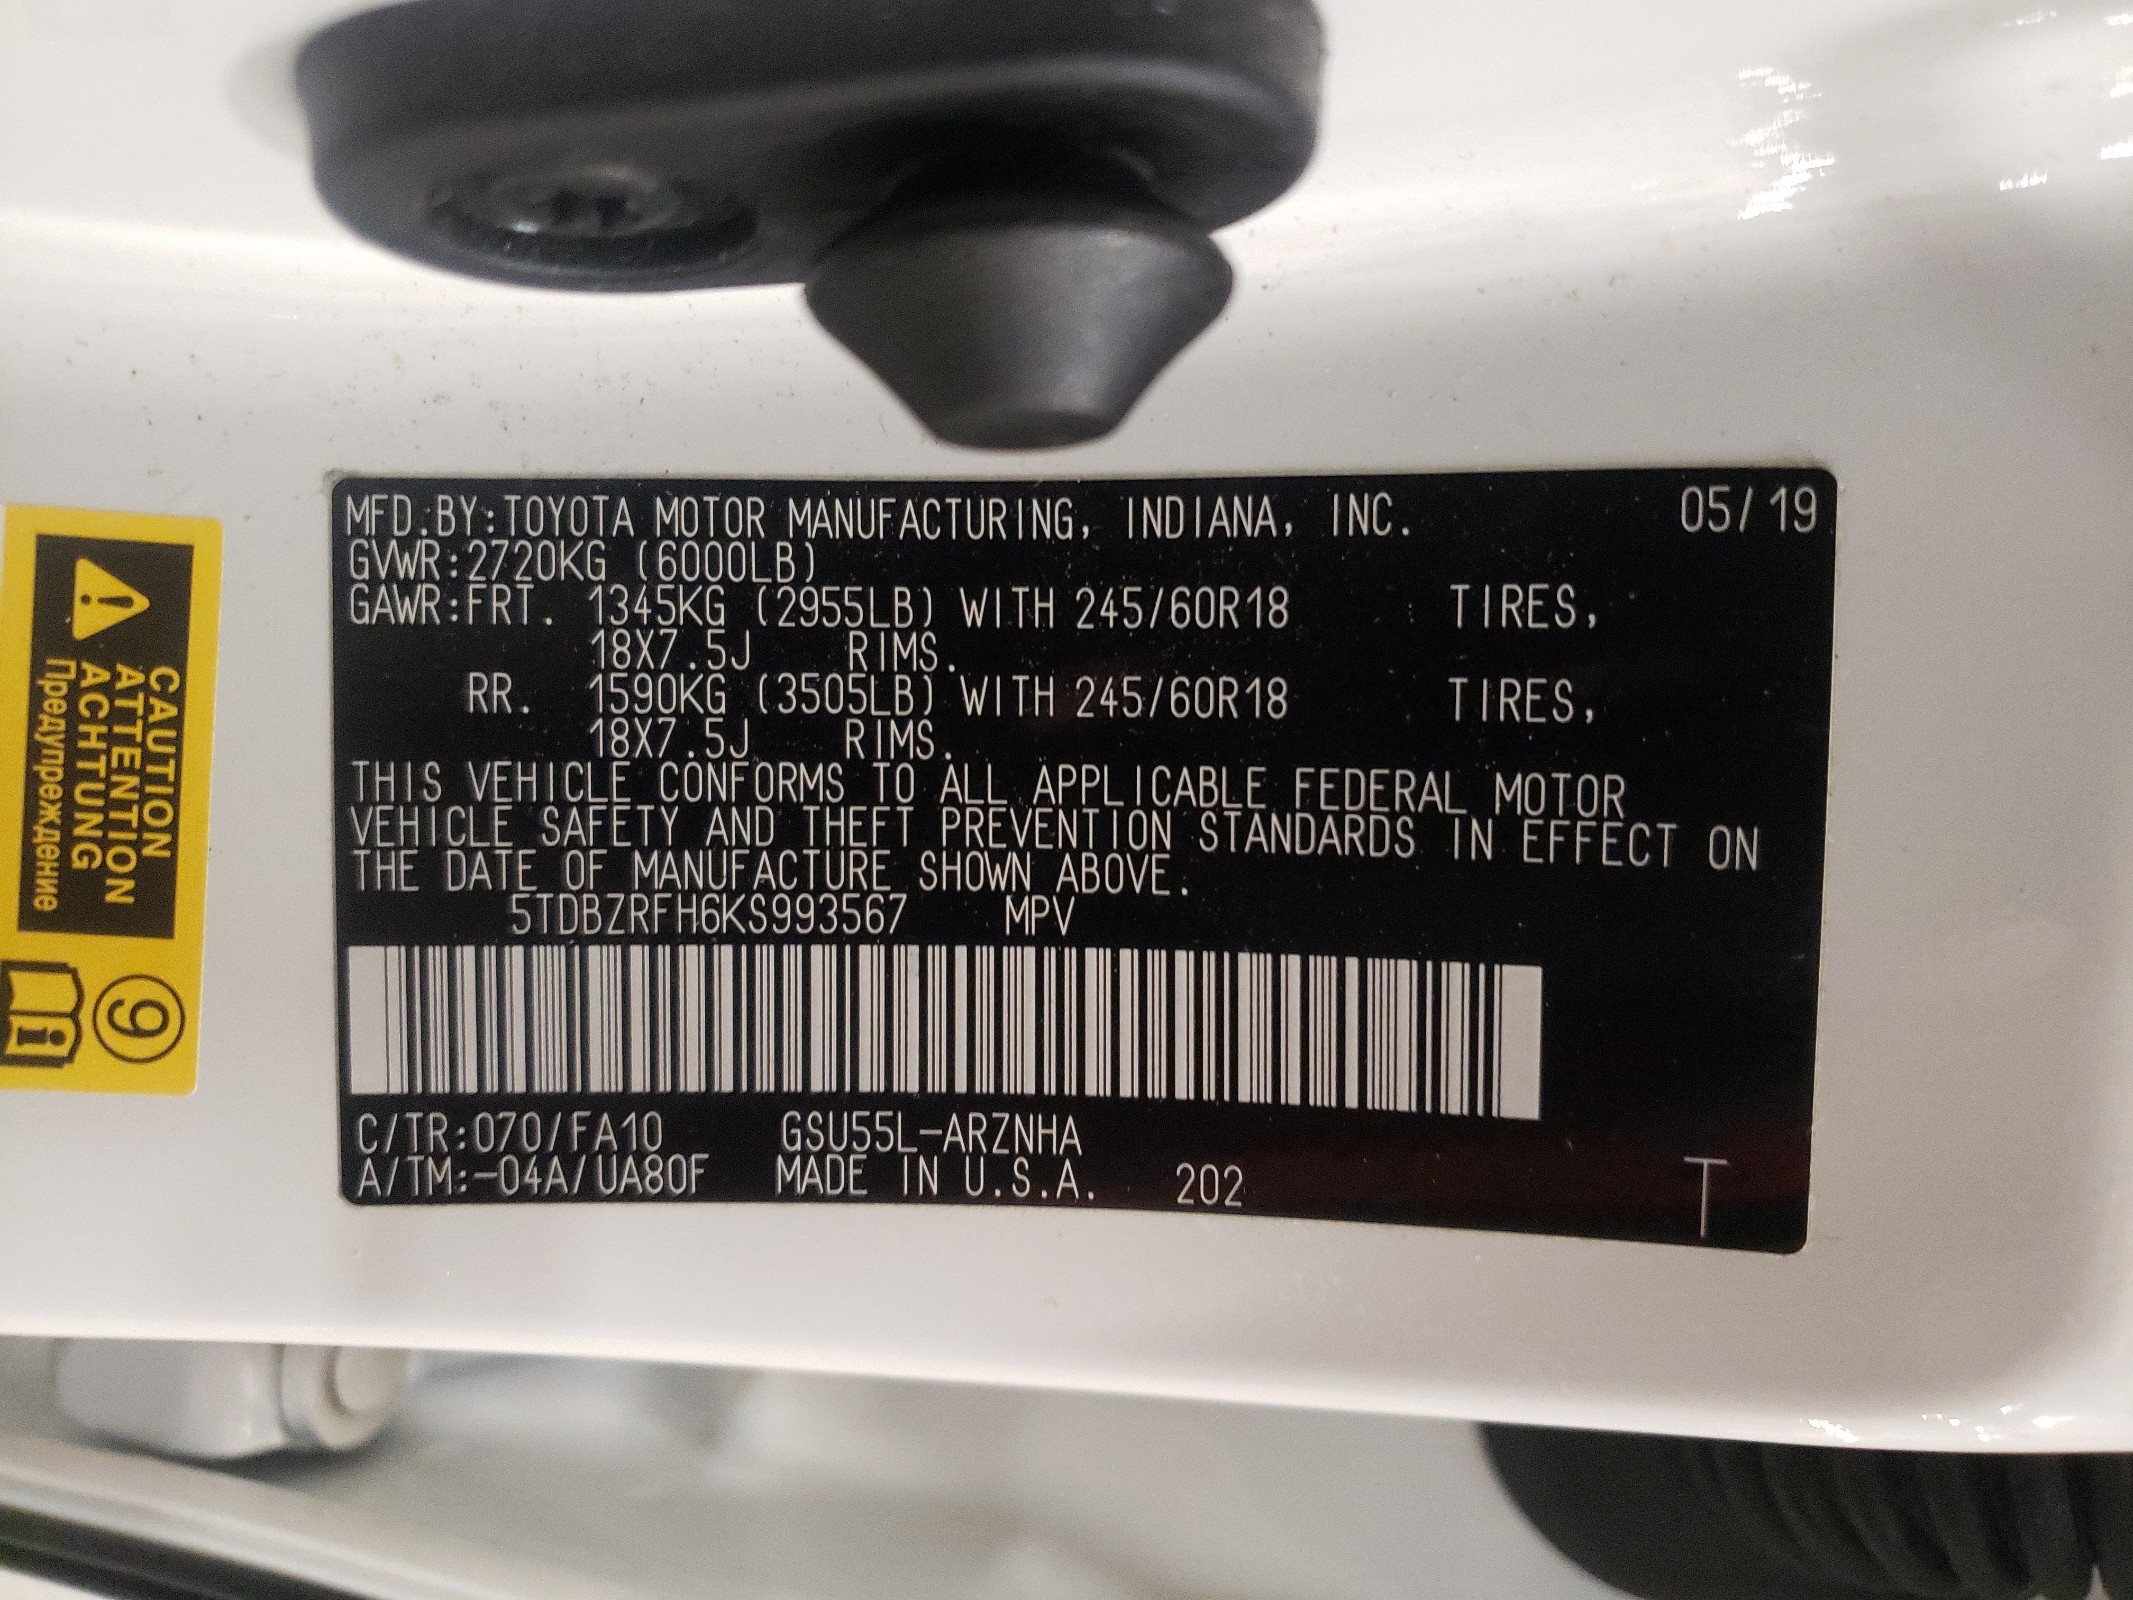 MFD.BY:TOYOTA MOTOR MANUFACTURING, INDIANA, INC. 05/19
GVWR:2720KG (6000LB)
GAWR:FRT. 1345KG (2955LB) WITH 245/60R18 TIRES,
18X7.5J RIMS.
RR. 1590KG (3505LB) WITH 245/60R18 TIRES,
18X7.5J RIMS.
THIS VEHICLE CONFORMS TO ALL APPLICABLE FEDERAL MOTOR
VEHICLE SAFETY AND THEFT PREVENTION STANDARDS IN EFFECT ON
THE DATE OF MANUFACTURE SHOWN ABOVE.
5TDBZRFH6KS993567 MPV
C/TR:070/FA10 GSU55L-ARZNHA
A/TM:-04A/UA80F MADE IN U.S.A. 202 T
CAUTION
ATTENTION
ACHTUNG
Предупреждение
9